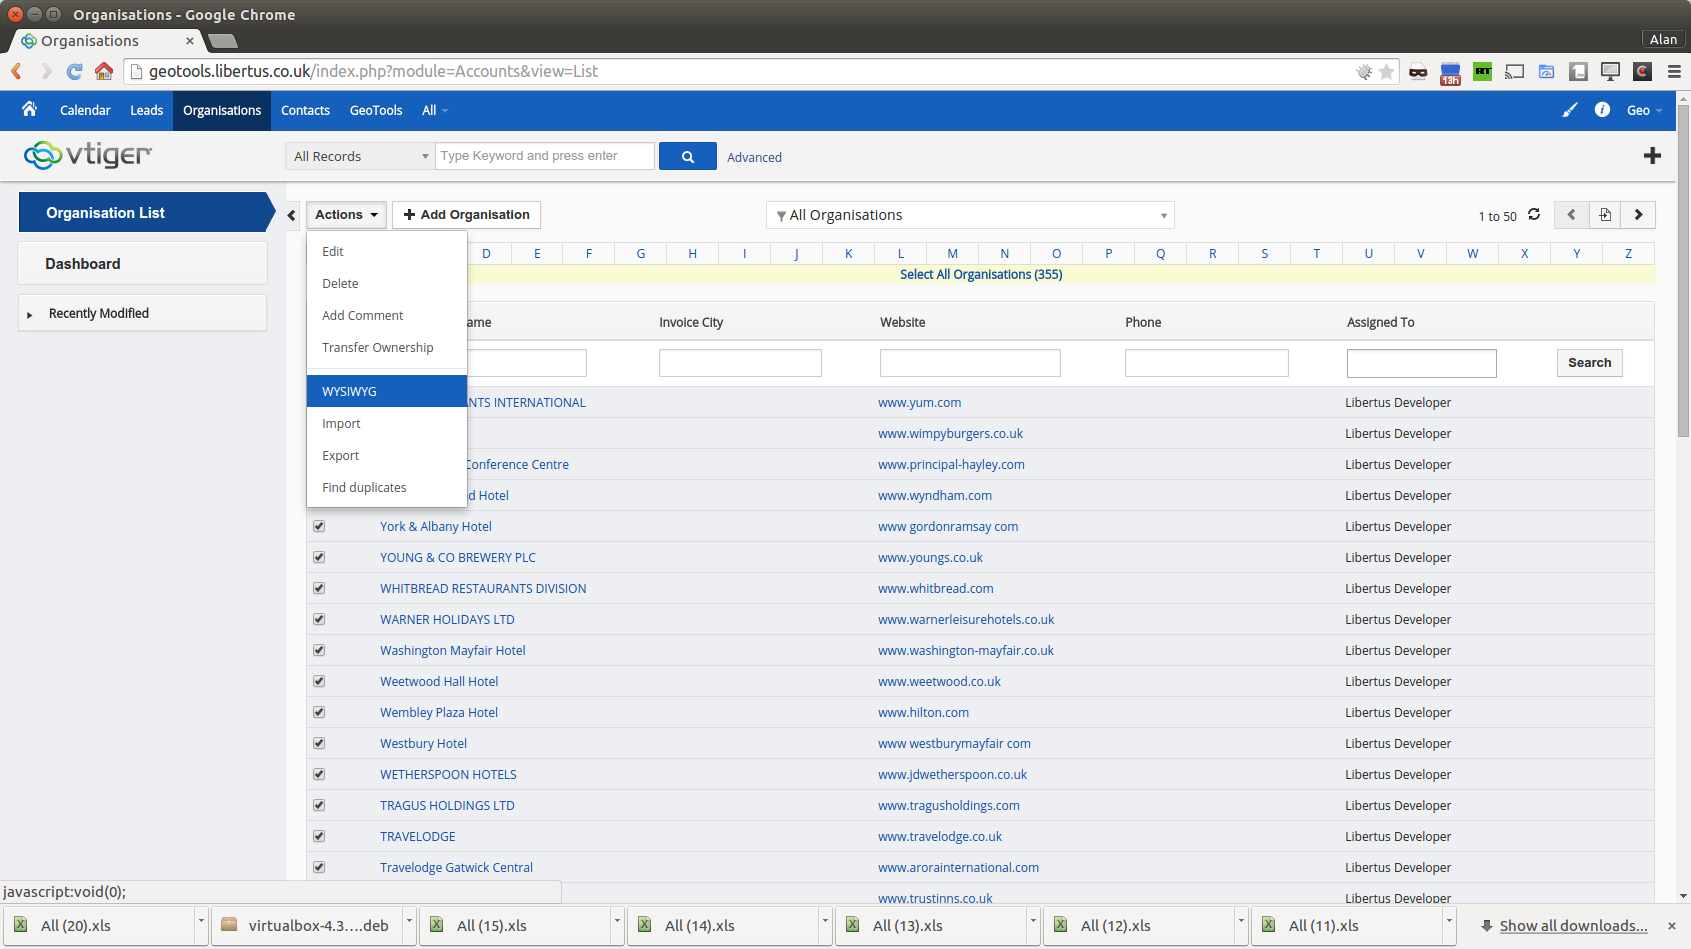 Organisations - Google Chrome
Organisations
Alan
geotools.libertus.co.uk/index.php?module=Accounts&view=List
13h
RT
Calendar Leads Organisations Contacts GeoTools All
Geo
vtiger
All Records Type Keyword and press enter Advanced
Organisation List
Actions + Add Organisation All Organisations 1 to 50
Dashboard
Recently Modified
Edit
Delete
Add Comment
Transfer Ownership
WYSIWYG
Import
Export
Find duplicates
D E F G H I J K L M N O P Q R S T U V W X Y Z
Select All Organisations (355)
ame Invoice City Website Phone Assigned To
Search
NTS INTERNATIONAL www.yum.com Libertus Developer
www.wimpyburgers.co.uk Libertus Developer
Conference Centre www.principal-hayley.com Libertus Developer
d Hotel www.wyndham.com Libertus Developer
York & Albany Hotel www gordonramsay com Libertus Developer
YOUNG & CO BREWERY PLC www.youngs.co.uk Libertus Developer
WHITBREAD RESTAURANTS DIVISION www.whitbread.com Libertus Developer
WARNER HOLIDAYS LTD www.warnerleisurehotels.co.uk Libertus Developer
Washington Mayfair Hotel www.washington-mayfair.co.uk Libertus Developer
Weetwood Hall Hotel www.weetwood.co.uk Libertus Developer
Wembley Plaza Hotel www.hilton.com Libertus Developer
Westbury Hotel www westburymayfair com Libertus Developer
WETHERSPOON HOTELS www.jdwetherspoon.co.uk Libertus Developer
TRAGUS HOLDINGS LTD www.tragusholdings.com Libertus Developer
TRAVELODGE www.travelodge.co.uk Libertus Developer
Travelodge Gatwick Central www.arorainternational.com Libertus Developer
www.trustinns.co.uk Libertus Developer
javascript:void(0);
All (20).xls virtualbox-4.3....deb All (15).xls All (14).xls All (13).xls All (12).xls All (11).xls Show all downloads...